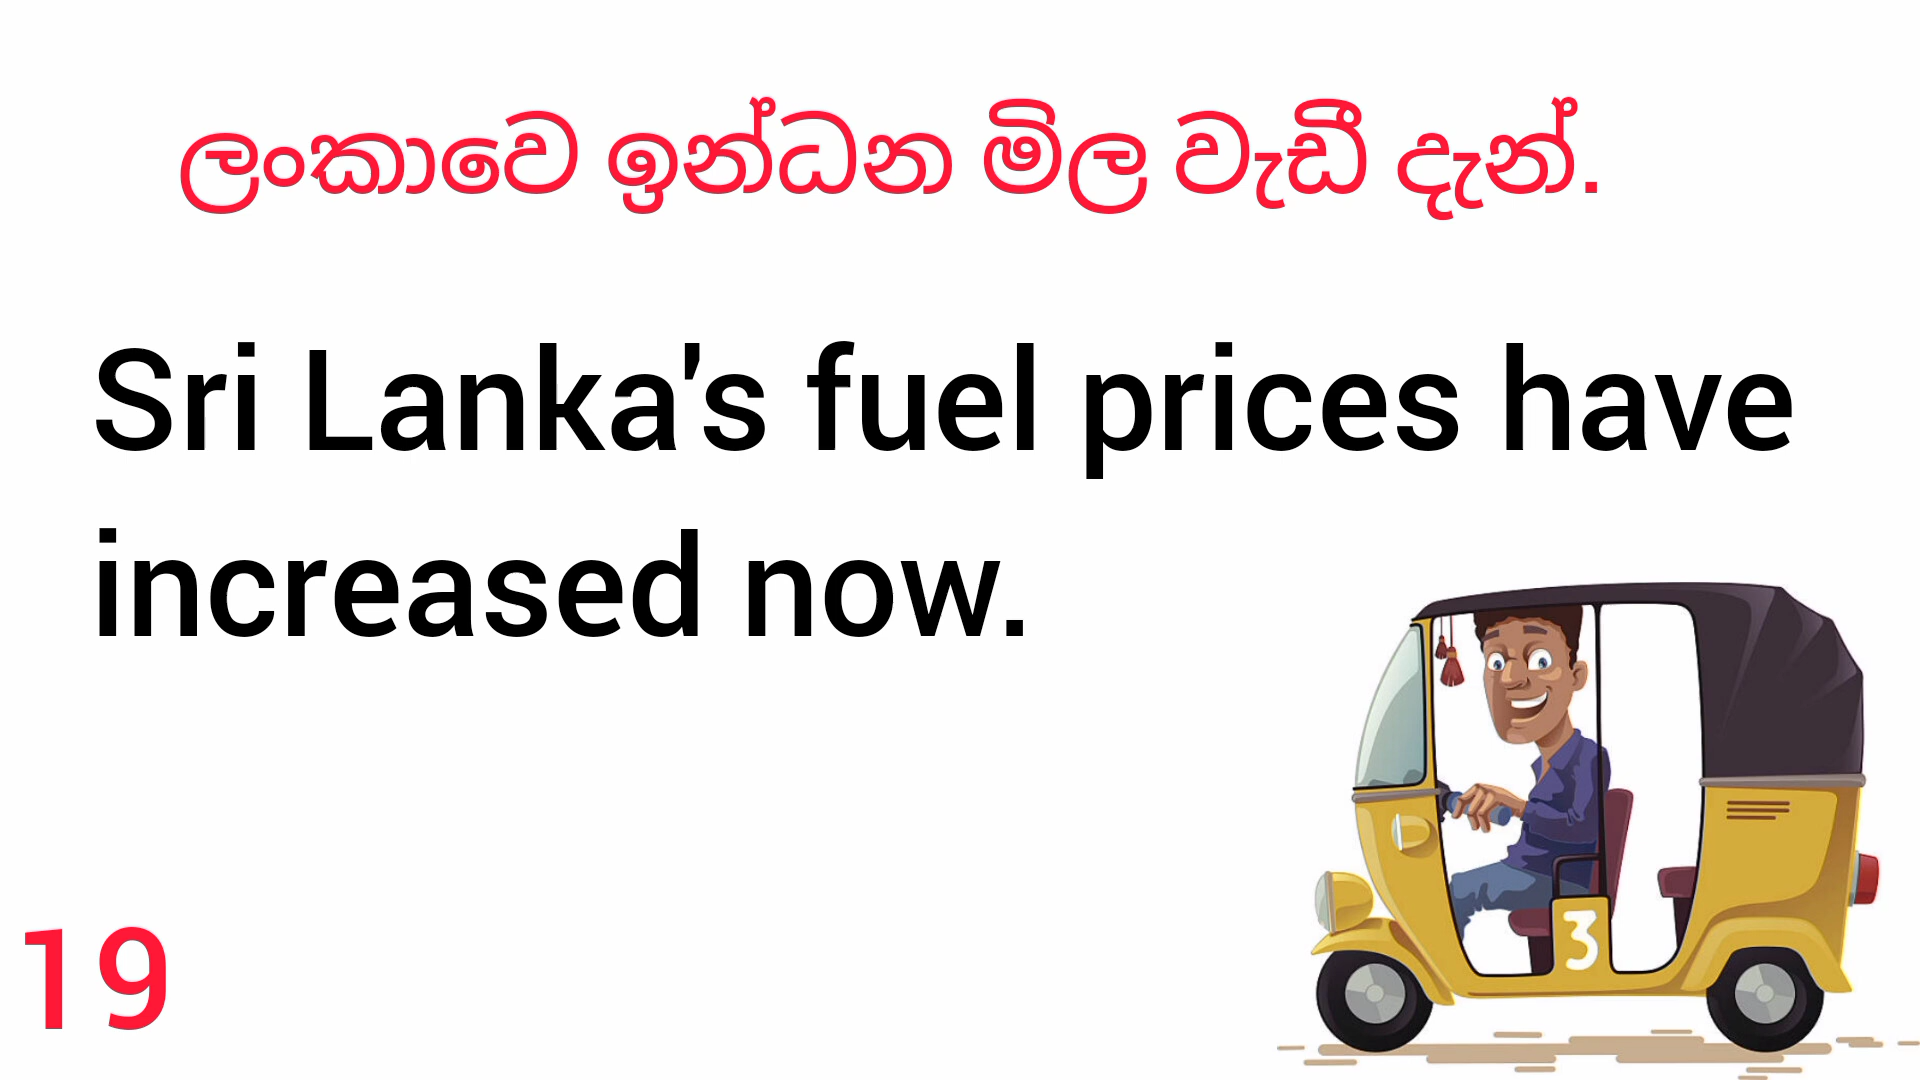 ලංකාවෙ ඉන්ධන මිල වැඩී දැන්.
Sri Lanka's fuel prices have
increased now.
3
19